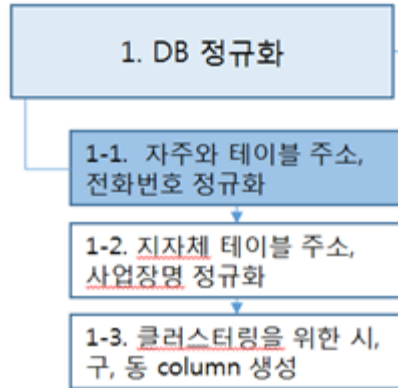 1. DB 정규화
1-1. 자주와 테이블 주소,
전화번호 정규화
1-2. 지자체 테이블 주소,
사업장명 정규화
1-3. 클러스터링을 위한 시,
구, 동 column 생성